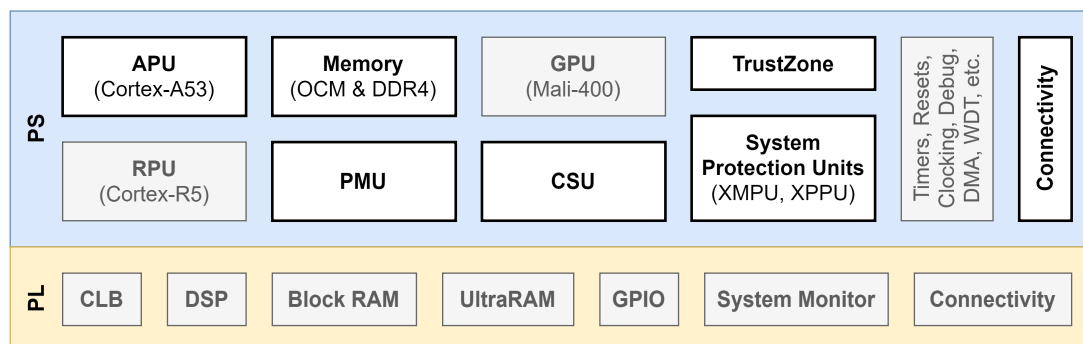 PS
APU
(Cortex-A53)
Memory
(OCM & DDR4)
GPU
(Mali-400)
TrustZone
Timers, Resets,
Clocking, Debug,
DMA, WDT, etc.
Connectivity
RPU
(Cortex-R5)
PMU
CSU
System
Protection Units
(XMPU, XPPU)
PL
CLB
DSP
Block RAM
UltraRAM
GPIO
System Monitor
Connectivity